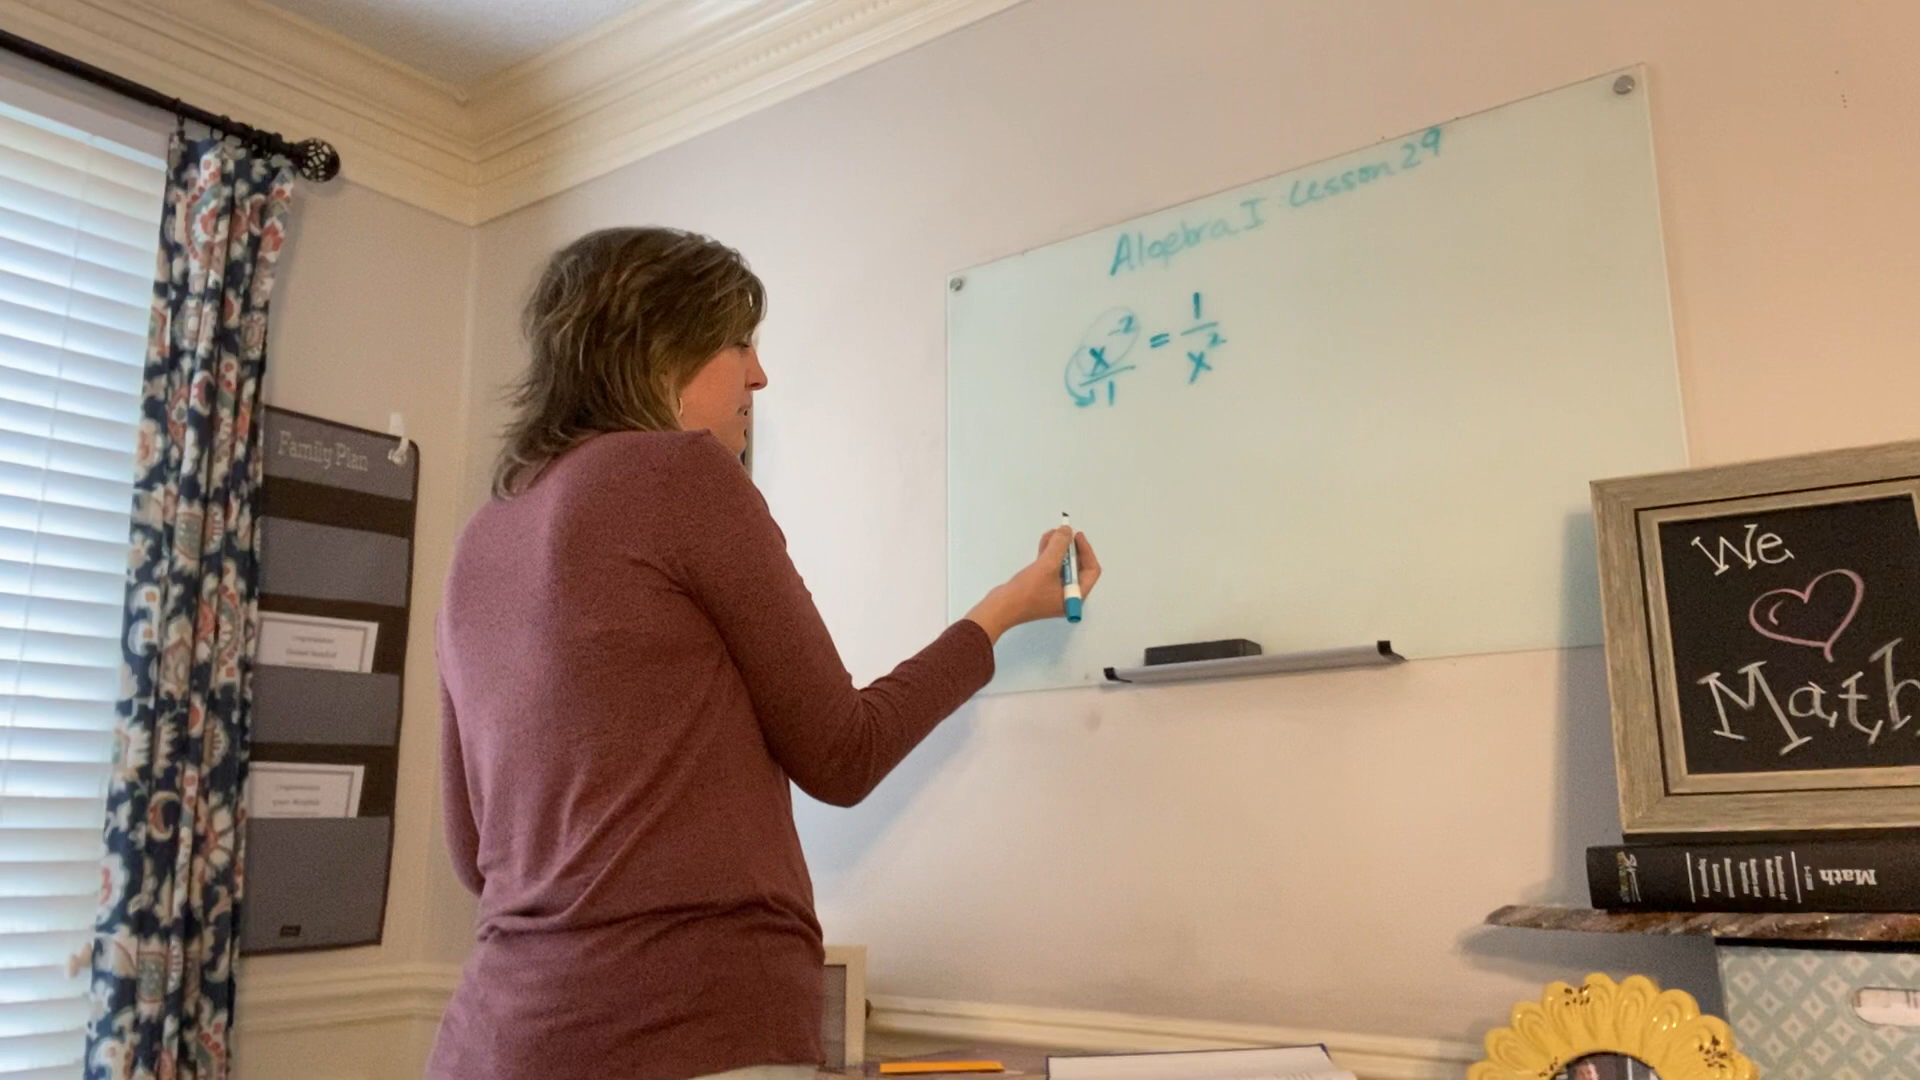 Algebra I Lesson 29
x⁻²/1 = 1/x²
Family Plan
We
♡
Math
Math